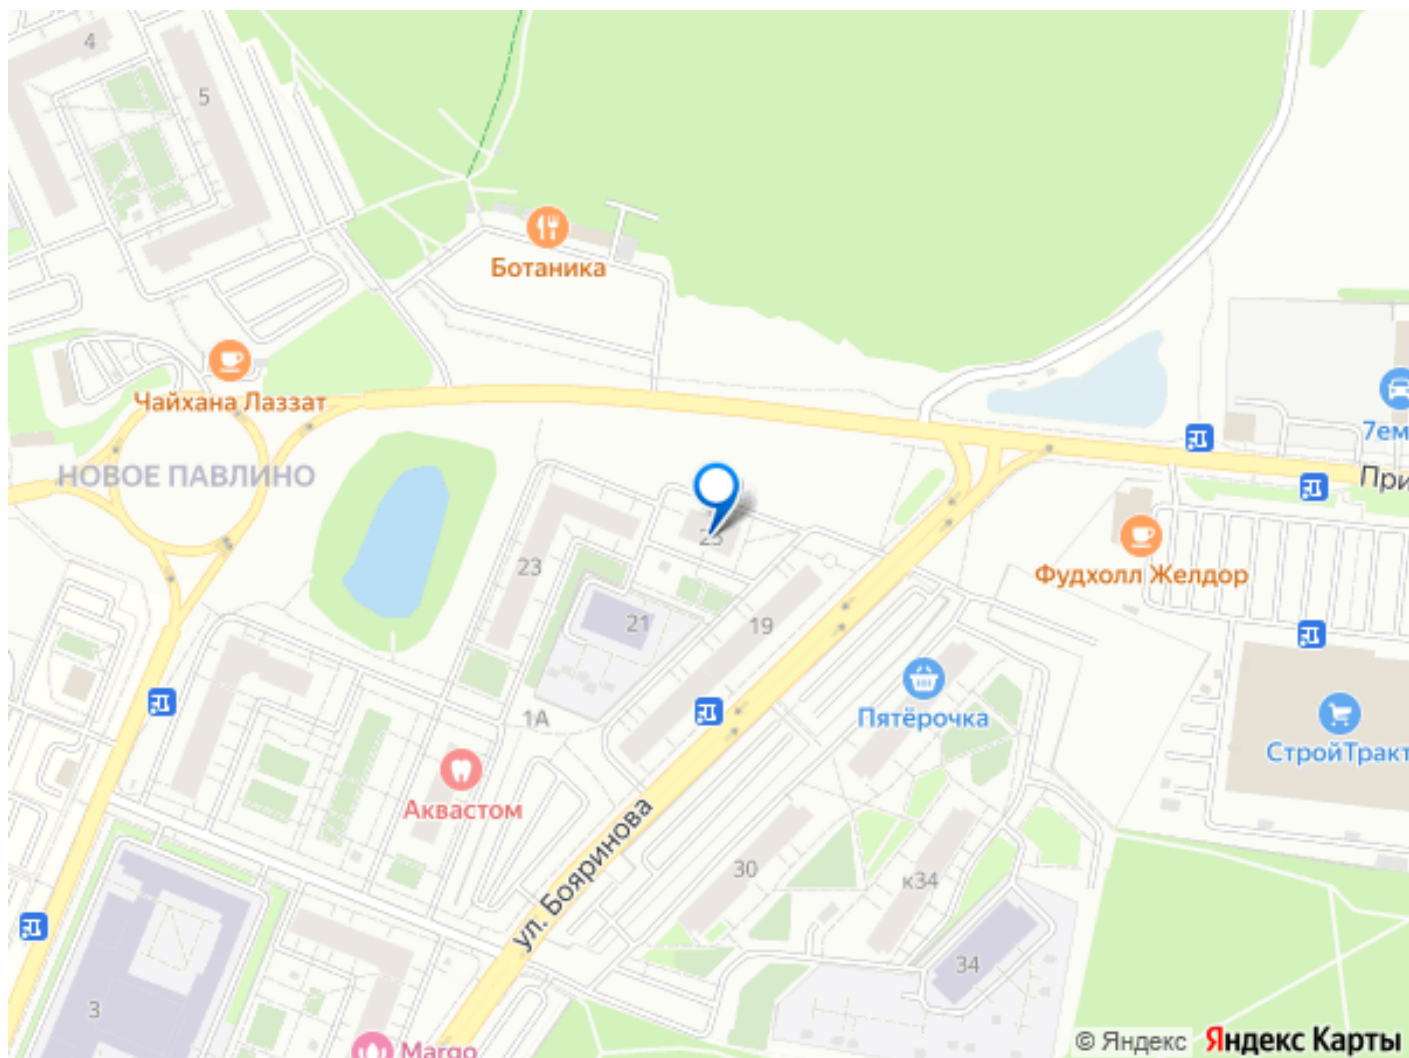 4
5
Ботаника
Чайхана Лаззат
7ем
НОВОЕ ПАВЛИНО
При
23
25
Фудхолл Желдор
21
19
Пятёрочка
1А
СтройТракт
Аквастом
ул. Бояринова
30
к34
34
3
Margo
© Яндекс Яндекс Карты